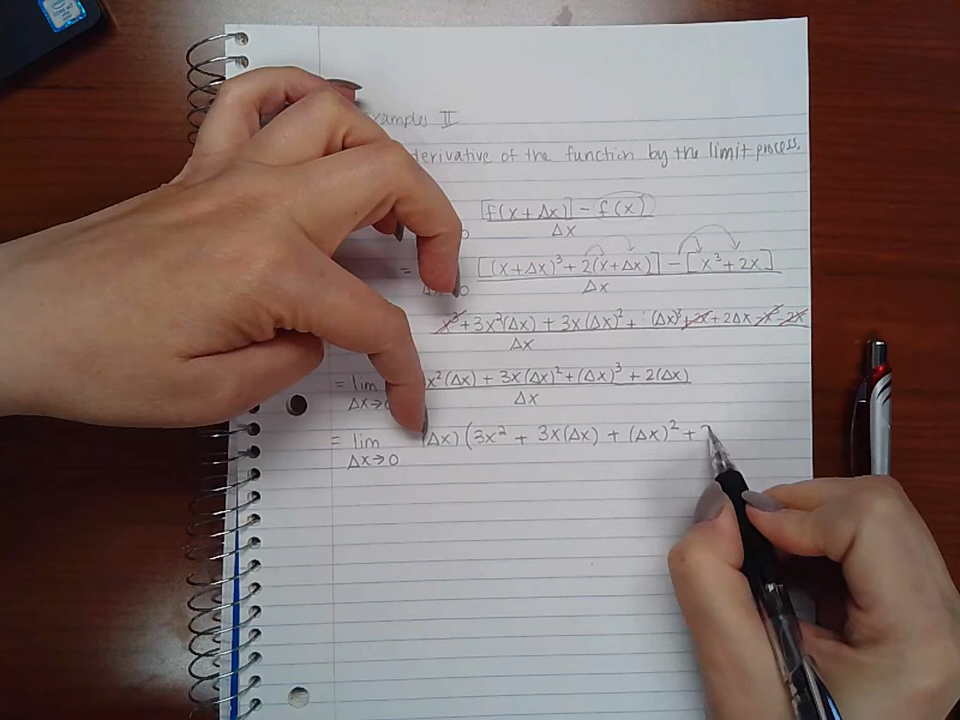 xamples II
derivative of the function by the limit process.
[f(x+Δx)] - f(x)
Δx
= [(x+Δx)³ + 2(x+Δx)] - [x³+2x]
Δx
x³ + 3x²(Δx) + 3x(Δx)² + (Δx)³ + 2x + 2Δx - x³ - 2x
Δx
= lim x²(Δx) + 3x(Δx)² + (Δx)³ + 2(Δx)
Δx→0 Δx
= lim (Δx)(3x² + 3x(Δx) + (Δx)² +
Δx→0